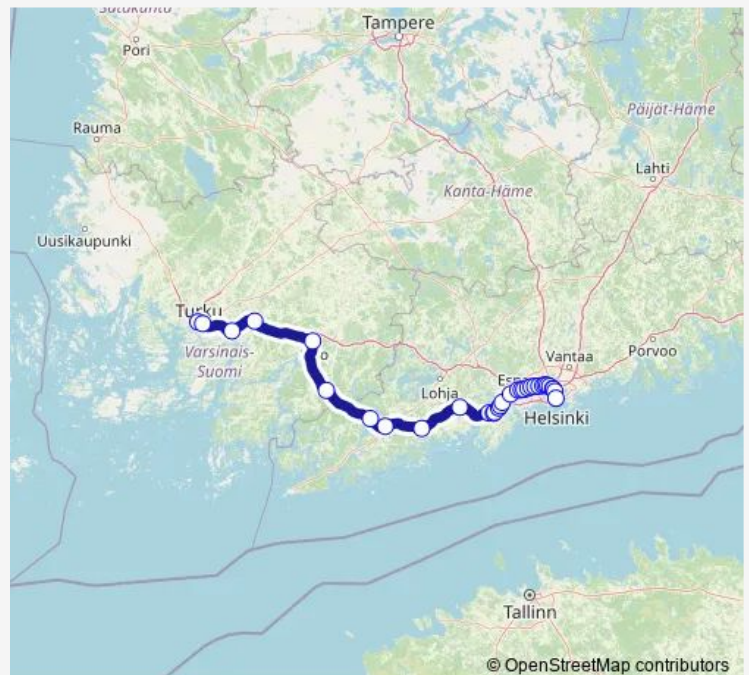 Satakunta
Tampere
Pori
Päijät-Häme
Rauma
Lahti
Kanta-Häme
Uusikaupunki
Turku
Varsinais-
Suomi
Vantaa
Porvoo
Lohja
Helsinki
Tallinn
© OpenStreetMap contributors